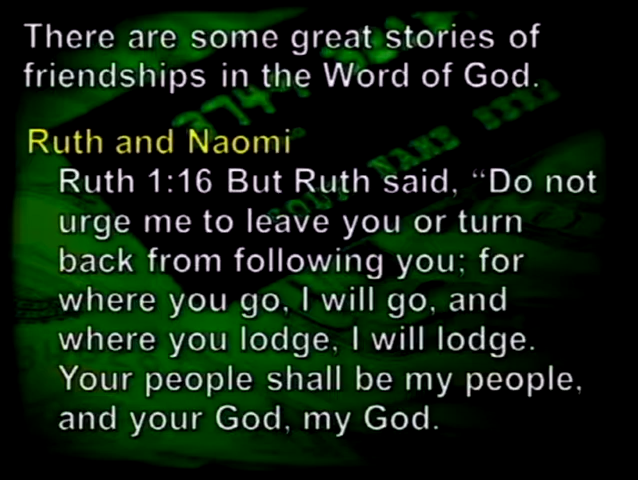 There are some great stories of
friendships in the Word of God.
Ruth and Naomi
Ruth 1:16 But Ruth said, “Do not
urge me to leave you or turn
back from following you; for
where you go, I will go, and
where you lodge, I will lodge.
Your people shall be my people,
and your God, my God.